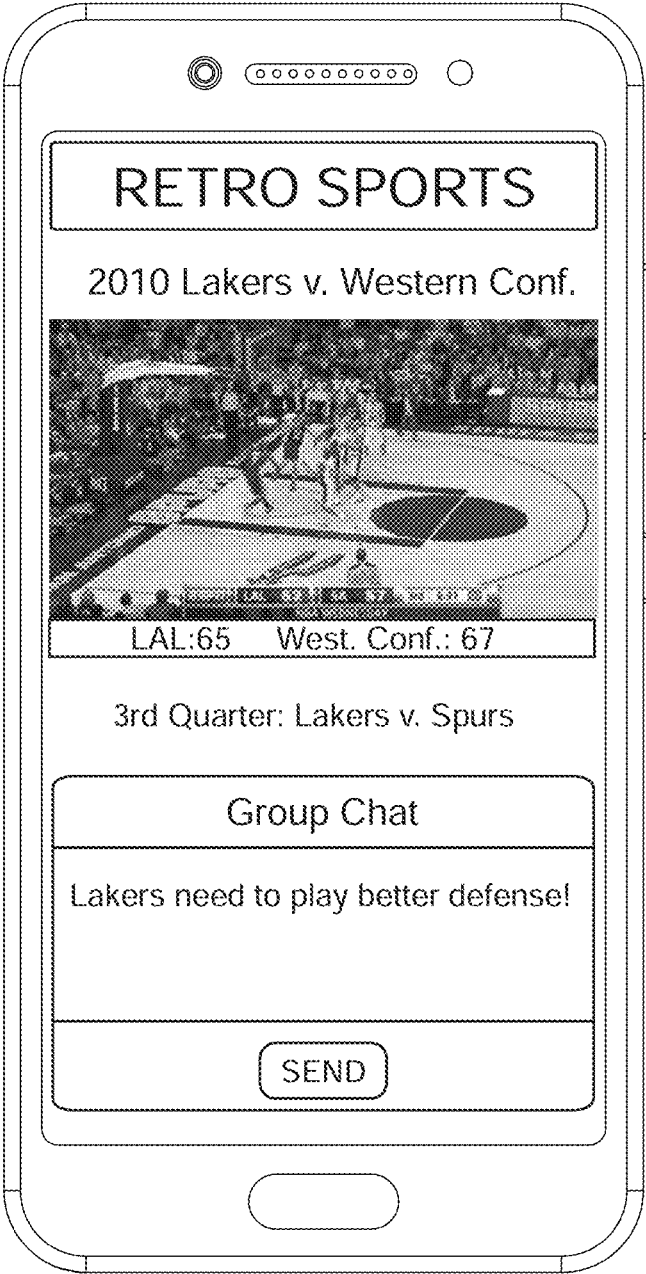 RETRO SPORTS
2010 Lakers v. Western Conf.
LAL:65 West. Conf.: 67
3rd Quarter: Lakers v. Spurs
Group Chat
Lakers need to play better defense!
SEND